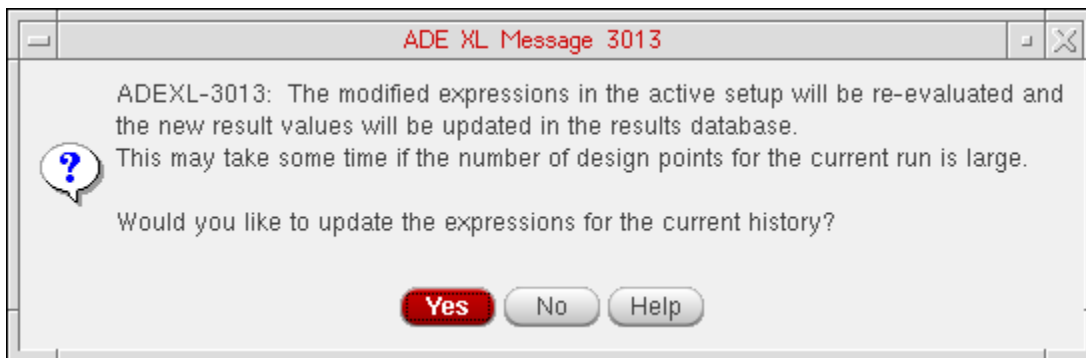 ADE XL Message 3013
ADEXL-3013: The modified expressions in the active setup will be re-evaluated and
the new result values will be updated in the results database.
This may take some time if the number of design points for the current run is large.
Would you like to update the expressions for the current history?
Yes No Help